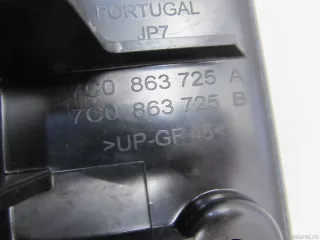 PORTUGAL
JP7
7C0 863 725 A
7C0 863 725 B
>UP-GF45<